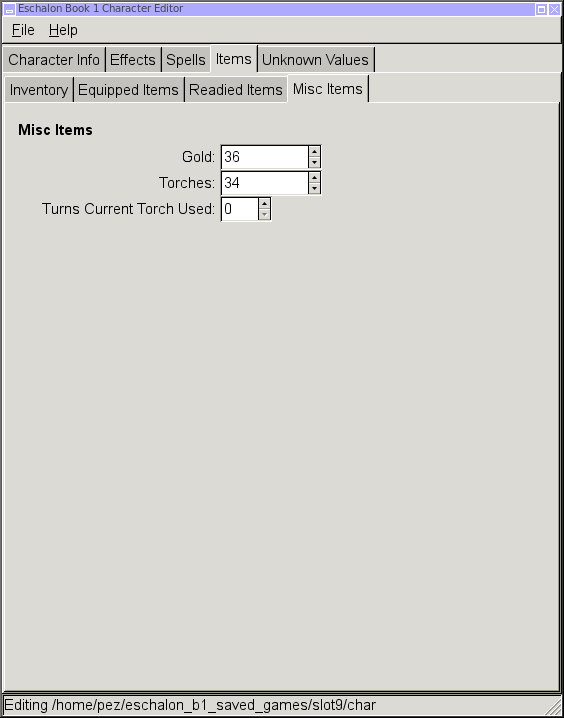 Eschalon Book 1 Character Editor
File Help
Character Info Effects Spells Items Unknown Values
Inventory Equipped Items Readied Items Misc Items
Misc Items
Gold: 36
Torches: 34
Turns Current Torch Used: 0
Editing /home/pez/eschalon_b1_saved_games/slot9/char